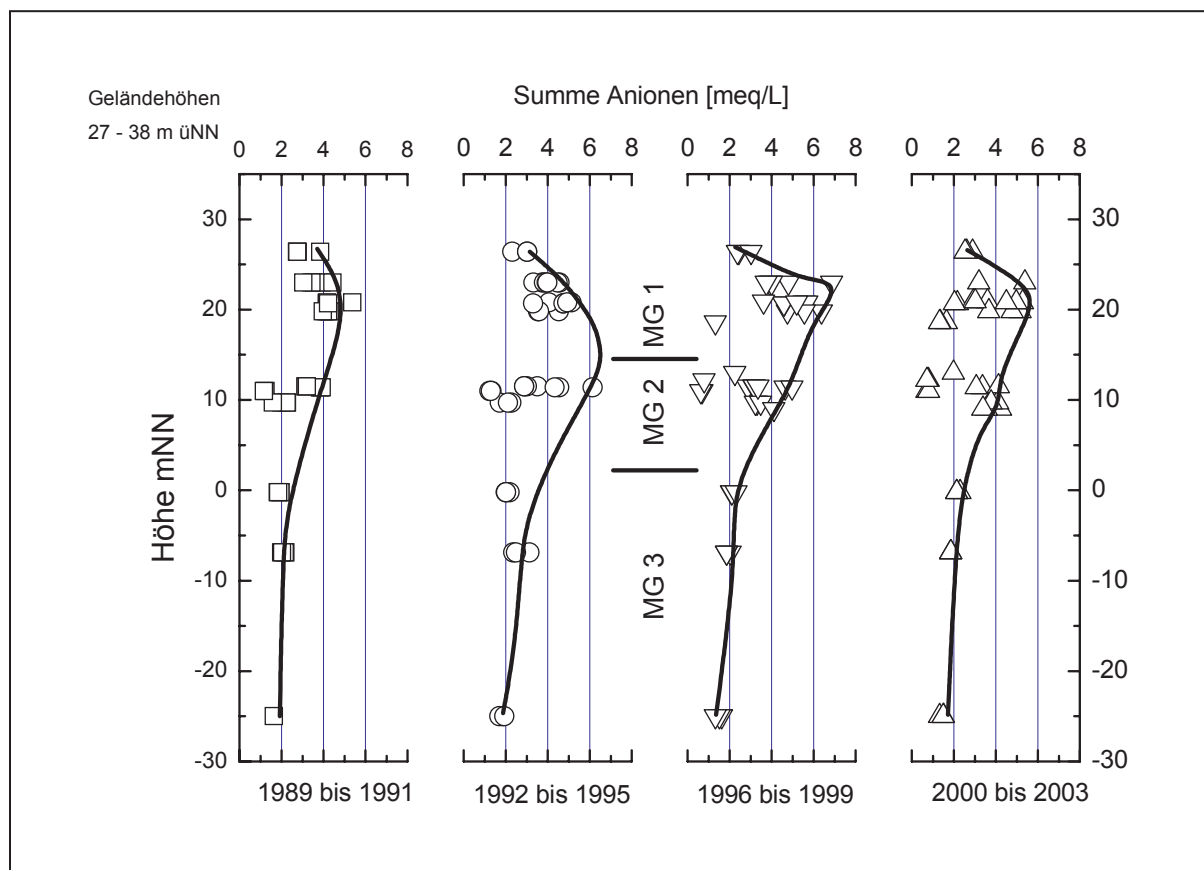 Geländehöhen
27 - 38 m üNN
Summe Anionen [meq/L]
0 2 4 6 8
0 2 4 6 8
0 2 4 6 8
0 2 4 6 8
Höhe mNN
30
20
10
0
-10
-20
-30
MG 1
MG 2
MG 3
30
20
10
0
-10
-20
-30
1989 bis 1991
1992 bis 1995
1996 bis 1999
2000 bis 2003